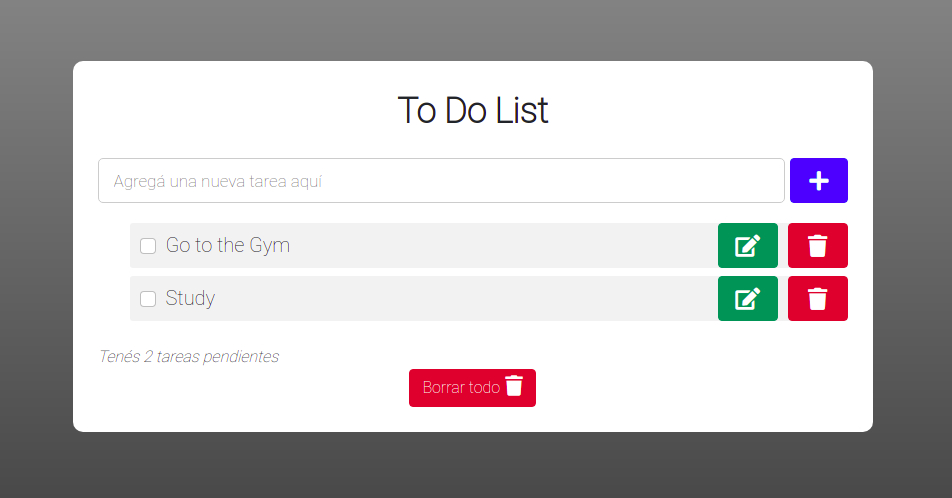 To Do List
Agregá una nueva tarea aquí
Go to the Gym
Study
Tenés 2 tareas pendientes
Borrar todo